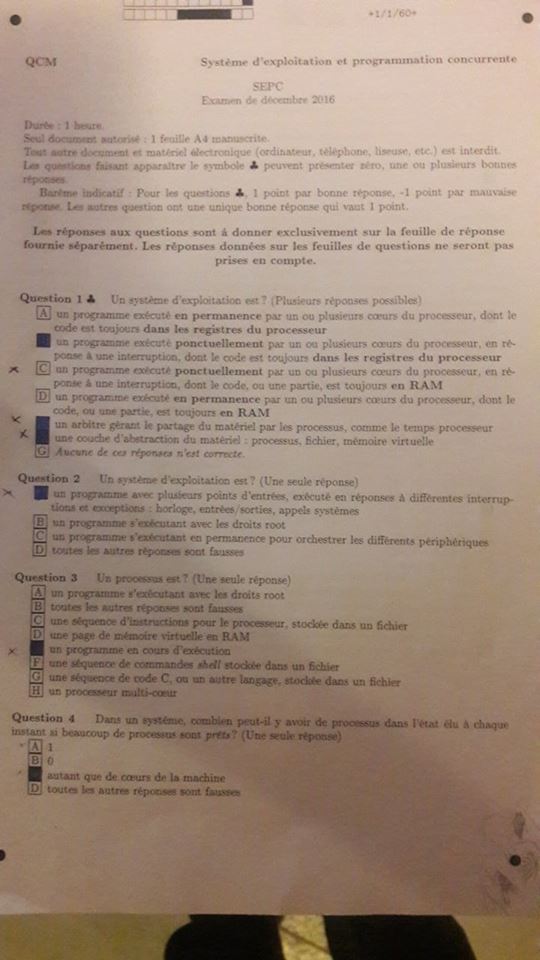 +1/1/60+
QCM Système d'exploitation et programmation concurrente
SEPC
Examen de décembre 2016
Durée : 1 heure.
Seul document autorisé : 1 feuille A4 manuscrite.
Tout autre document et matériel électronique (ordinateur, téléphone, liseuse, etc.) est interdit.
Les questions faisant apparaître le symbole ♣ peuvent présenter zéro, une ou plusieurs bonnes
réponses.
Barème indicatif : Pour les questions ♣, 1 point par bonne réponse, -1 point par mauvaise
réponse. Les autres question ont une unique bonne réponse qui vaut 1 point.
Les réponses aux questions sont à donner exclusivement sur la feuille de réponse
fournie séparément. Les réponses données sur les feuilles de questions ne seront pas
prises en compte.
Question 1 ♣ Un système d'exploitation est ? (Plusieurs réponses possibles)
A un programme exécuté en permanence par un ou plusieurs cœurs du processeur, dont le
code est toujours dans les registres du processeur
un programme exécuté ponctuellement par un ou plusieurs cœurs du processeur, en ré-
ponse à une interruption, dont le code est toujours dans les registres du processeur
C un programme exécuté ponctuellement par un ou plusieurs cœurs du processeur, en ré-
ponse à une interruption, dont le code, ou une partie, est toujours en RAM
D un programme exécuté en permanence par un ou plusieurs cœurs du processeur, dont le
code, ou une partie, est toujours en RAM
un arbitre gérant le partage du matériel par les processus, comme le temps processeur
une couche d'abstraction du matériel : processus, fichier, mémoire virtuelle
G Aucune de ces réponses n'est correcte.
Question 2 Un système d'exploitation est ? (Une seule réponse)
un programme avec plusieurs points d'entrées, exécuté en réponses à différentes interrup-
tions et exceptions : horloge, entrées/sorties, appels systèmes
B un programme s'exécutant avec les droits root
C un programme s'exécutant en permanence pour orchestrer les différents périphériques
D toutes les autres réponses sont fausses
Question 3 Un processus est ? (Une seule réponse)
A un programme s'exécutant avec les droits root
B toutes les autres réponses sont fausses
C une séquence d'instructions pour le processeur, stockée dans un fichier
D une page de mémoire virtuelle en RAM
un programme en cours d'exécution
F une séquence de commandes shell stockée dans un fichier
G une séquence de code C, ou un autre langage, stockée dans un fichier
H un processeur multi-cœur
Question 4 Dans un système, combien peut-il y avoir de processus dans l'état élu à chaque
instant si beaucoup de processus sont prêts ? (Une seule réponse)
A 1
B 0
autant que de cœurs de la machine
D toutes les autres réponses sont fausses